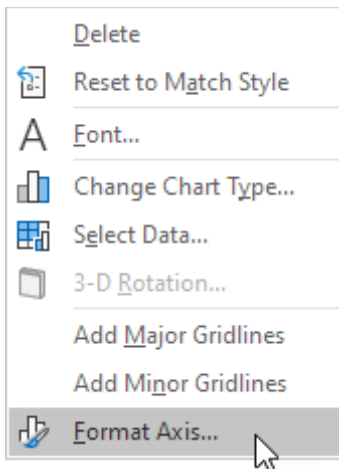 Delete
Reset to Match Style
Font...
Change Chart Type...
Select Data...
3-D Rotation...
Add Major Gridlines
Add Minor Gridlines
Format Axis...